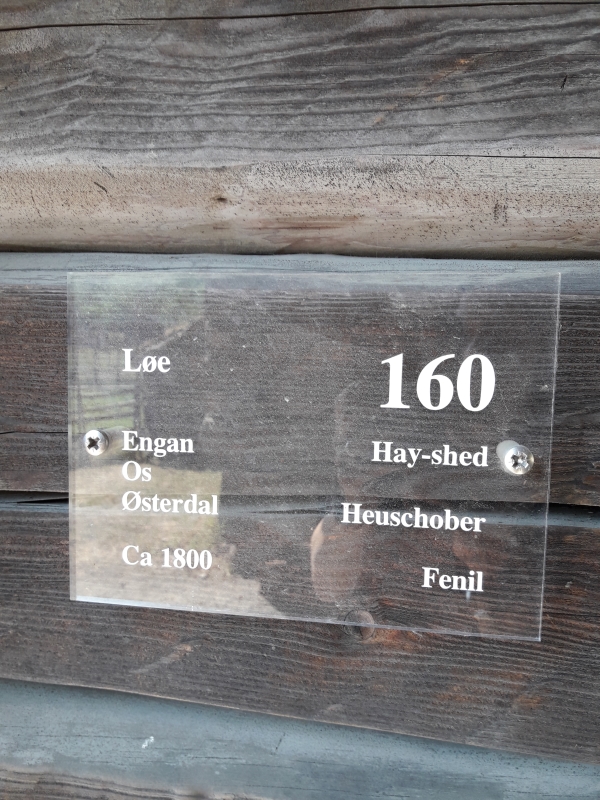 Løe
Engan
Os
Østerdal
Ca 1800
160
Hay-shed
Heuschober
Fenil